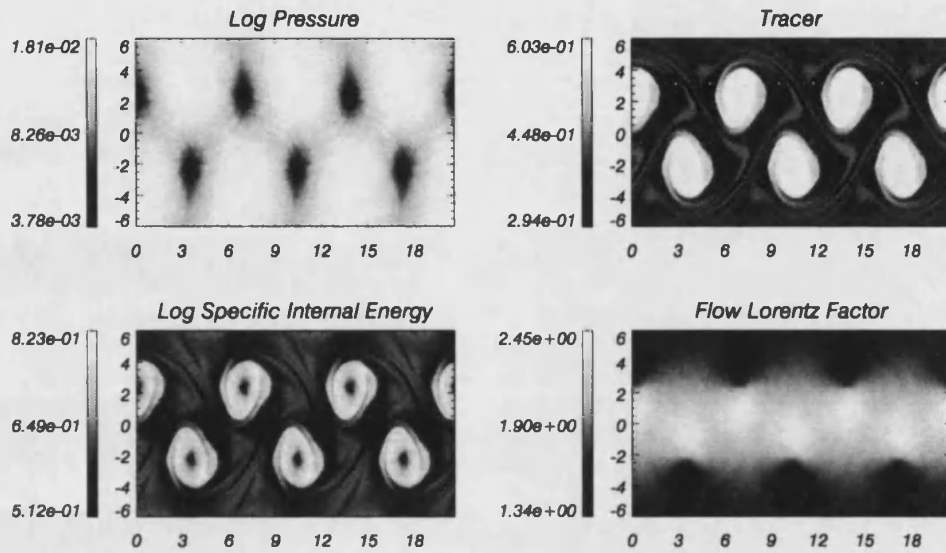 Log Pressure
1.81e-02
8.26e-03
3.78e-03
6
4
2
0
-2
-4
-6
0 3 6 9 12 15 18
Tracer
6.03e-01
4.48e-01
2.94e-01
6
4
2
0
-2
-4
-6
0 3 6 9 12 15 18
Log Specific Internal Energy
8.23e-01
6.49e-01
5.12e-01
6
4
2
0
-2
-4
-6
0 3 6 9 12 15 18
Flow Lorentz Factor
2.45e+00
1.90e+00
1.34e+00
6
4
2
0
-2
-4
-6
0 3 6 9 12 15 18